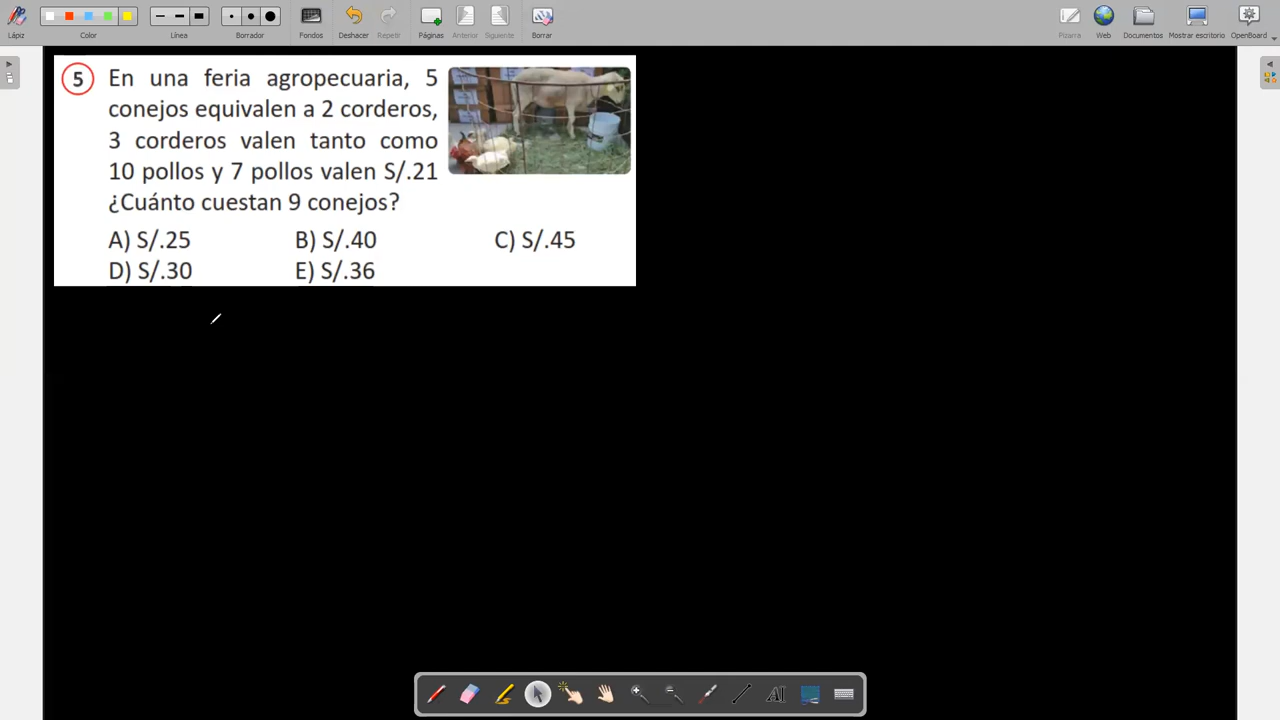 Lápiz
Color
Línea
Borrador
Fondos
Deshacer
Repetir
Páginas
Anterior
Siguiente
Borrar
Pizarra
Web
Documentos
Mostrar escritorio
OpenBoard
5
En una feria agropecuaria, 5
conejos equivalen a 2 corderos,
3 corderos valen tanto como
10 pollos y 7 pollos valen S/.21
¿Cuánto cuestan 9 conejos?
A) S/.25 B) S/.40 C) S/.45
D) S/.30 E) S/.36
AI